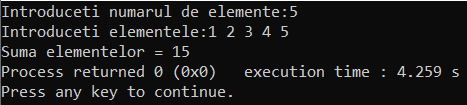 Introduceti numarul de elemente:5
Introduceti elementele:1 2 3 4 5
Suma elementelor = 15
Process returned 0 (0x0)   execution time : 4.259 s
Press any key to continue.